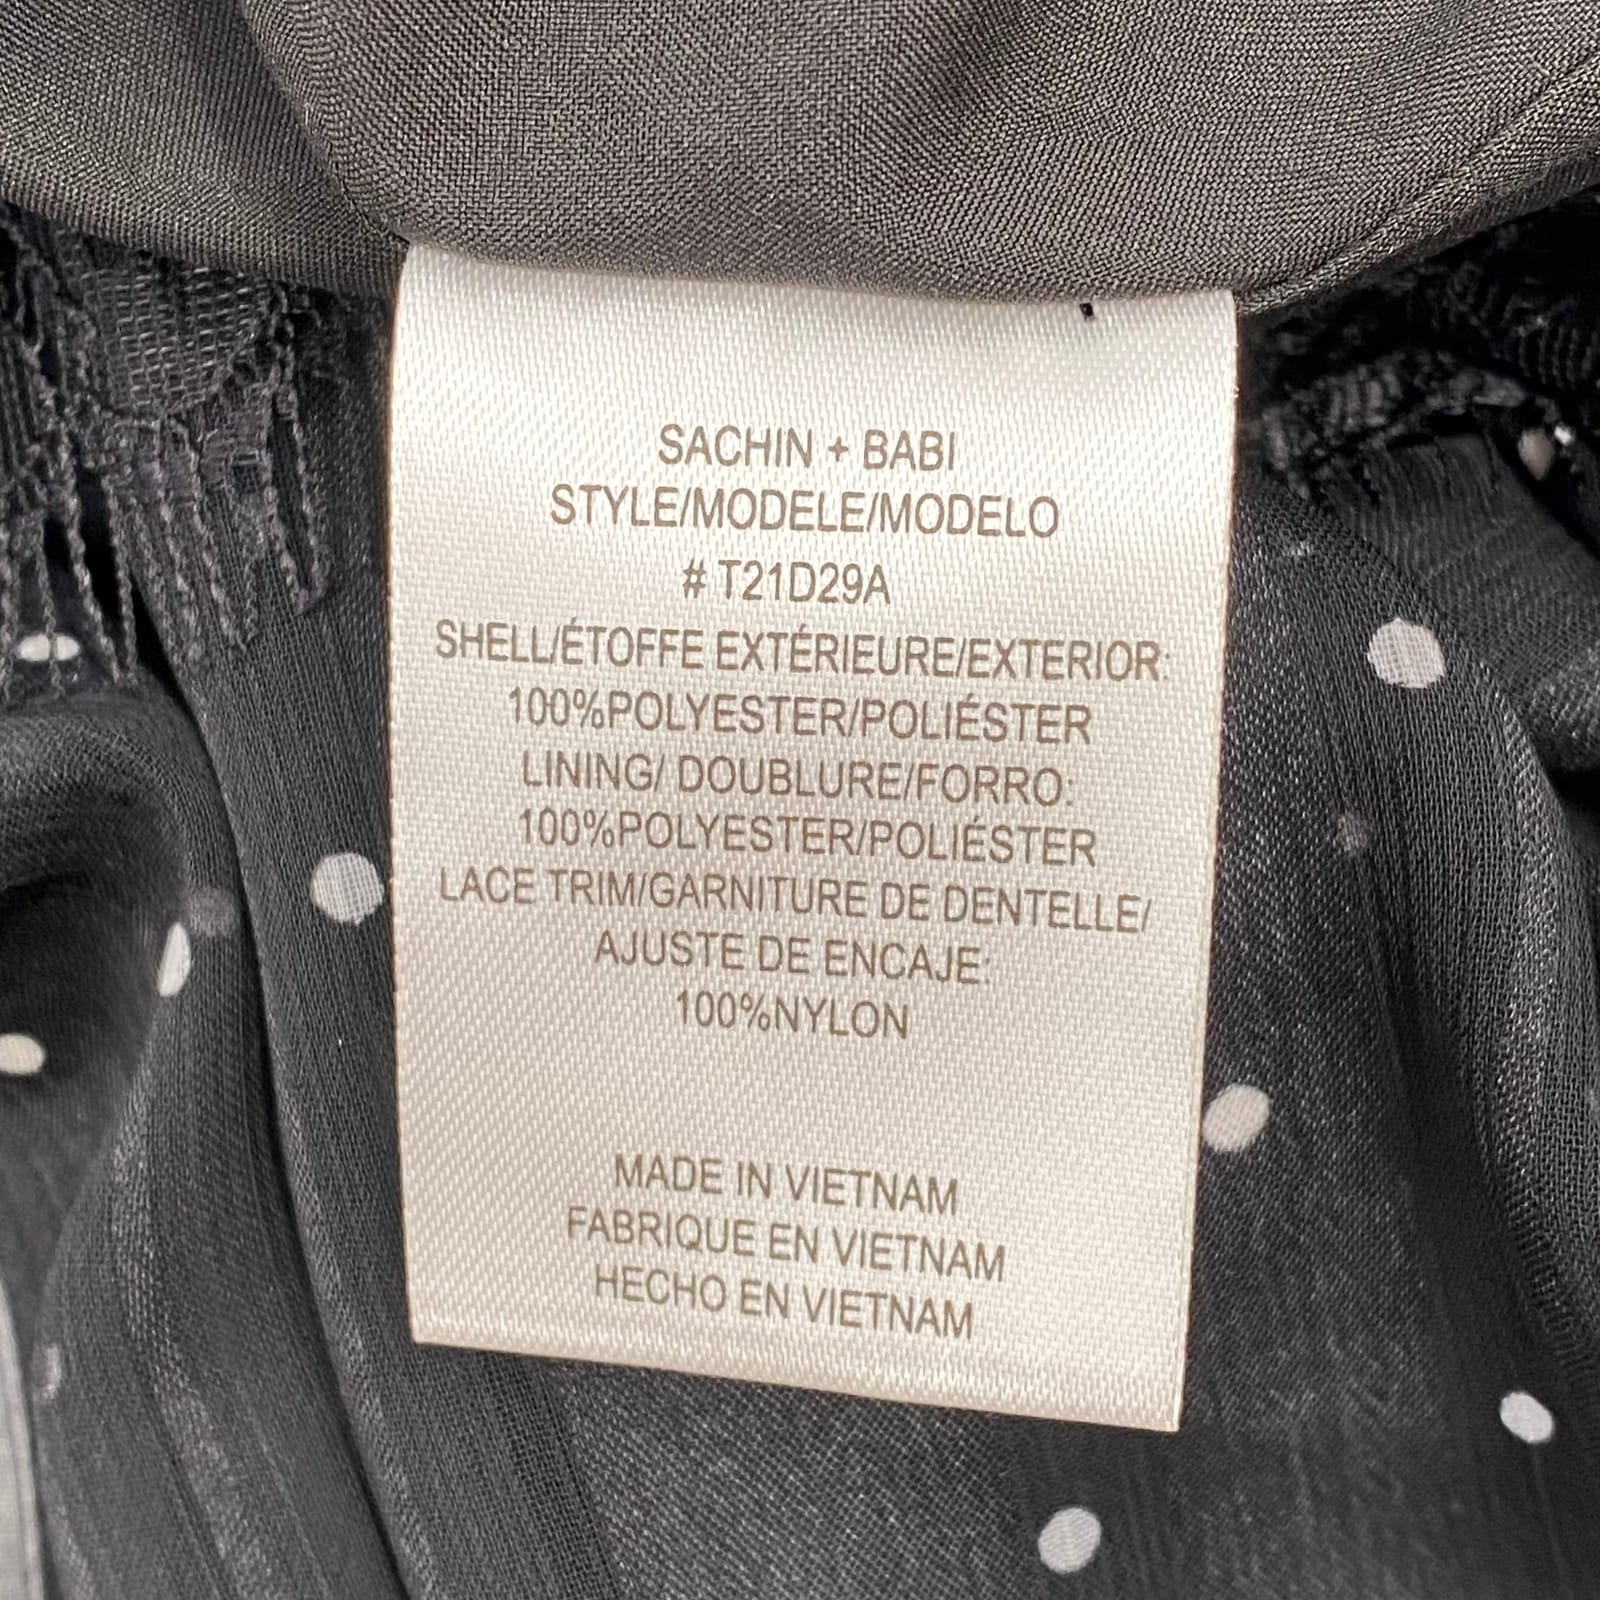 SACHIN + BABI
STYLE/MODELE/MODELO
# T21D29A
SHELL/ÉTOFFE EXTÉRIEURE/EXTERIOR:
100%POLYESTER/POLIÉSTER
LINING/ DOUBLURE/FORRO:
100%POLYESTER/POLIÉSTER
LACE TRIM/GARNITURE DE DENTELLE/
AJUSTE DE ENCAJE:
100%NYLON
MADE IN VIETNAM
FABRIQUE EN VIETNAM
HECHO EN VIETNAM